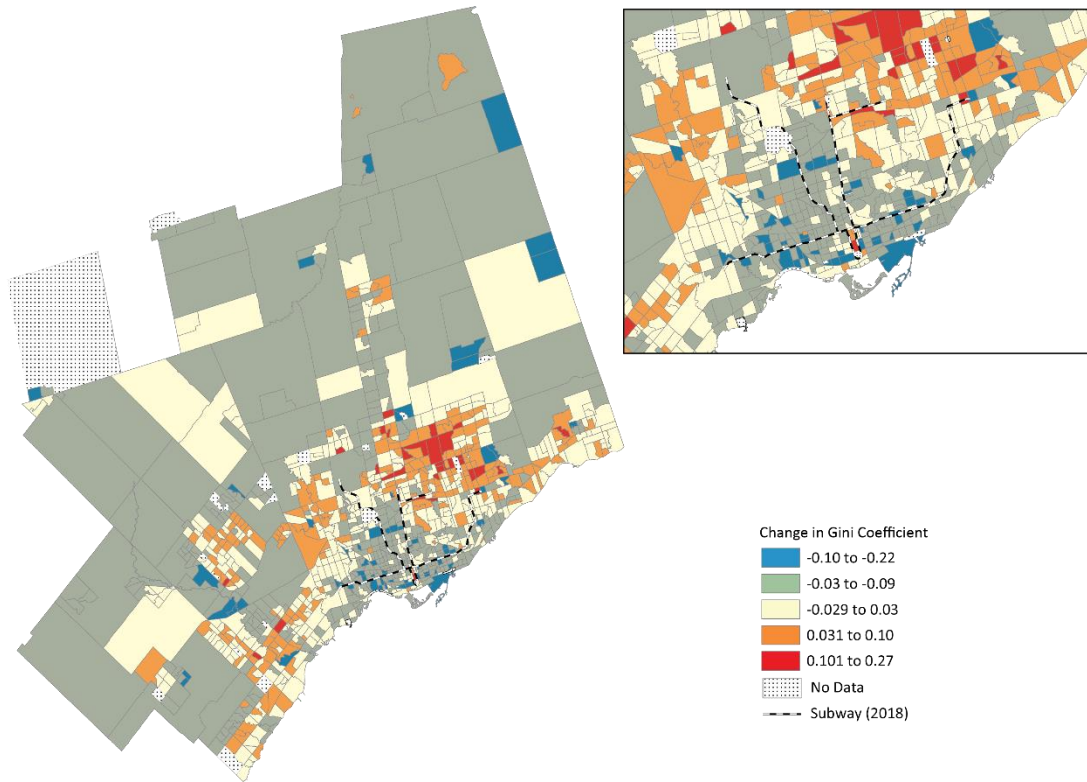 Change in Gini Coefficient
-0.10 to -0.22
-0.03 to -0.09
-0.029 to 0.03
0.031 to 0.10
0.101 to 0.27
No Data
Subway (2018)